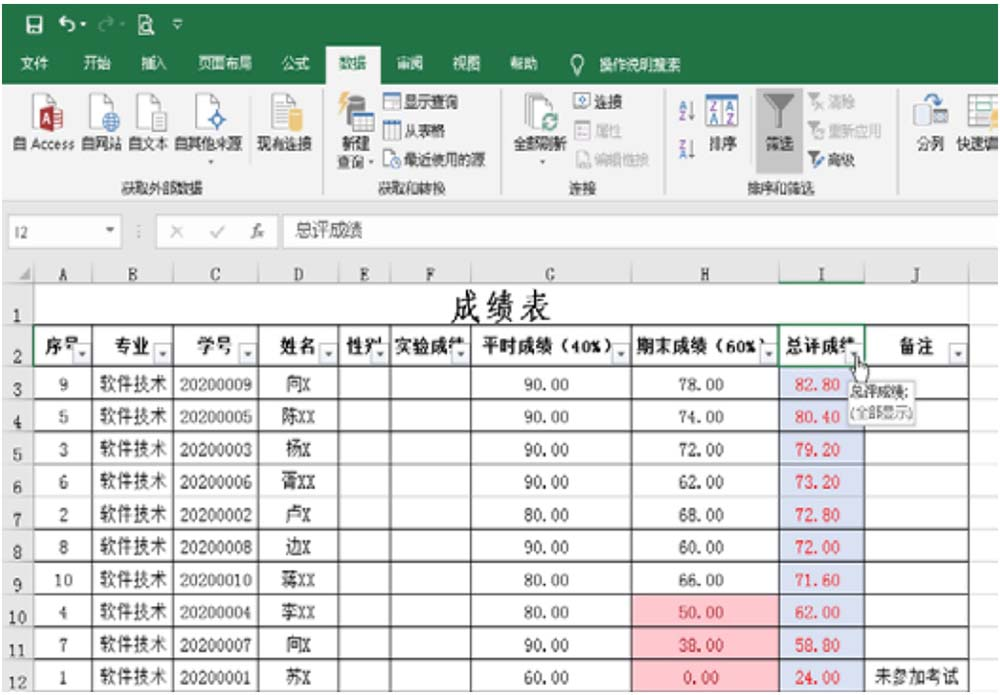 文件 开始 插入 页面布局 公式 数据 审阅 视图 帮助 操作说明搜索
显示查询 连接 清除
从表格 属性 重新应用
自 Access 自网站 自文本 自其他来源 现有连接 新建查询 最近使用的源 全部刷新 编辑链接 排序 筛选 高级 分列 快速填
获取外部数据 获取和转换 连接 排序和筛选
I2 fx 总评成绩
A B C D E F G H I J
1 成绩表
2 序号 专业 学号 姓名 性别 实验成绩 平时成绩（40%） 期末成绩（60%） 总评成绩 备注
3 9 软件技术 20200009 向X 90.00 78.00 82.80
总评成绩:
(全部显示)
4 5 软件技术 20200005 陈XX 90.00 74.00 80.40
5 3 软件技术 20200003 杨X 90.00 72.00 79.20
6 6 软件技术 20200006 胥XX 90.00 62.00 73.20
7 2 软件技术 20200002 卢X 80.00 68.00 72.80
8 8 软件技术 20200008 边X 90.00 60.00 72.00
9 10 软件技术 20200010 蒋XX 80.00 66.00 71.60
10 4 软件技术 20200004 李XX 80.00 50.00 62.00
11 7 软件技术 20200007 向X 90.00 38.00 58.80
12 1 软件技术 20200001 苏X 60.00 0.00 24.00 未参加考试